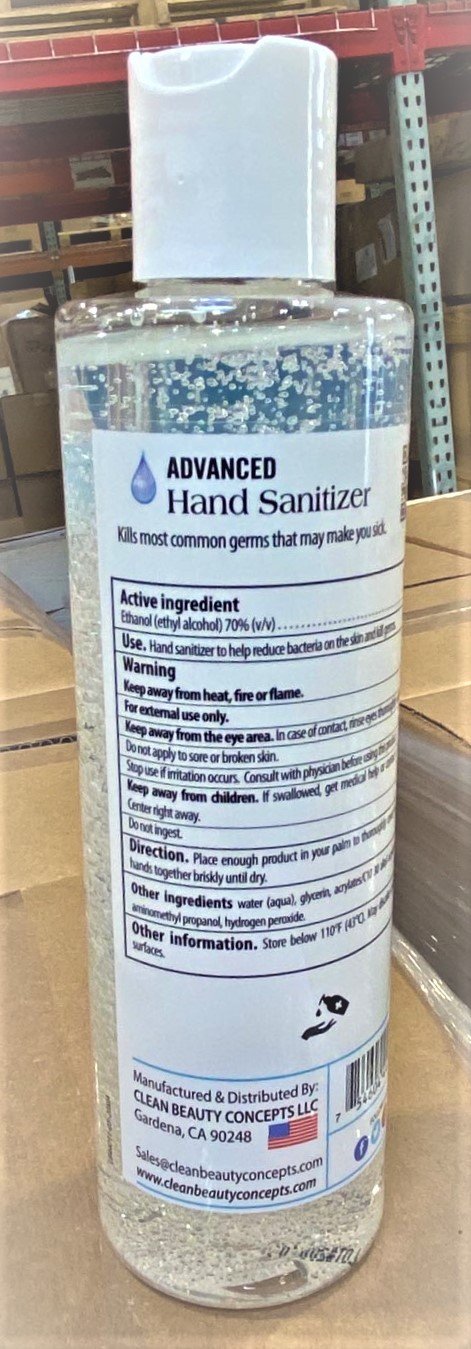 ADVANCED
Hand Sanitizer
Kills most common germs that may make you sick.
Active ingredient
Ethanol (ethyl alcohol) 70% (v/v)
Use. Hand sanitizer to help reduce bacteria on the skin and kill germs.
Warning
Keep away from heat, fire or flame.
For external use only.
Keep away from the eye area. In case of contact, rinse eyes
Do not apply to sore or broken skin.
Stop use if irritation occurs. Consult with physician before using this
Keep away from children. If swallowed, get medical help or
Center right away.
Do not ingest.
Direction. Place enough product in your palm to thoroughly
hands together briskly until dry.
Other ingredients water (aqua), glycerin, acrylates/C10 30
aminomethyl propanol, hydrogen peroxide.
Other information. Store below 110°F (43°C). May
surfaces.
Manufactured & Distributed By:
CLEAN BEAUTY CONCEPTS LLC
Gardena, CA 90248
Sales@cleanbeautyconcepts.com
www.cleanbeautyconcepts.com